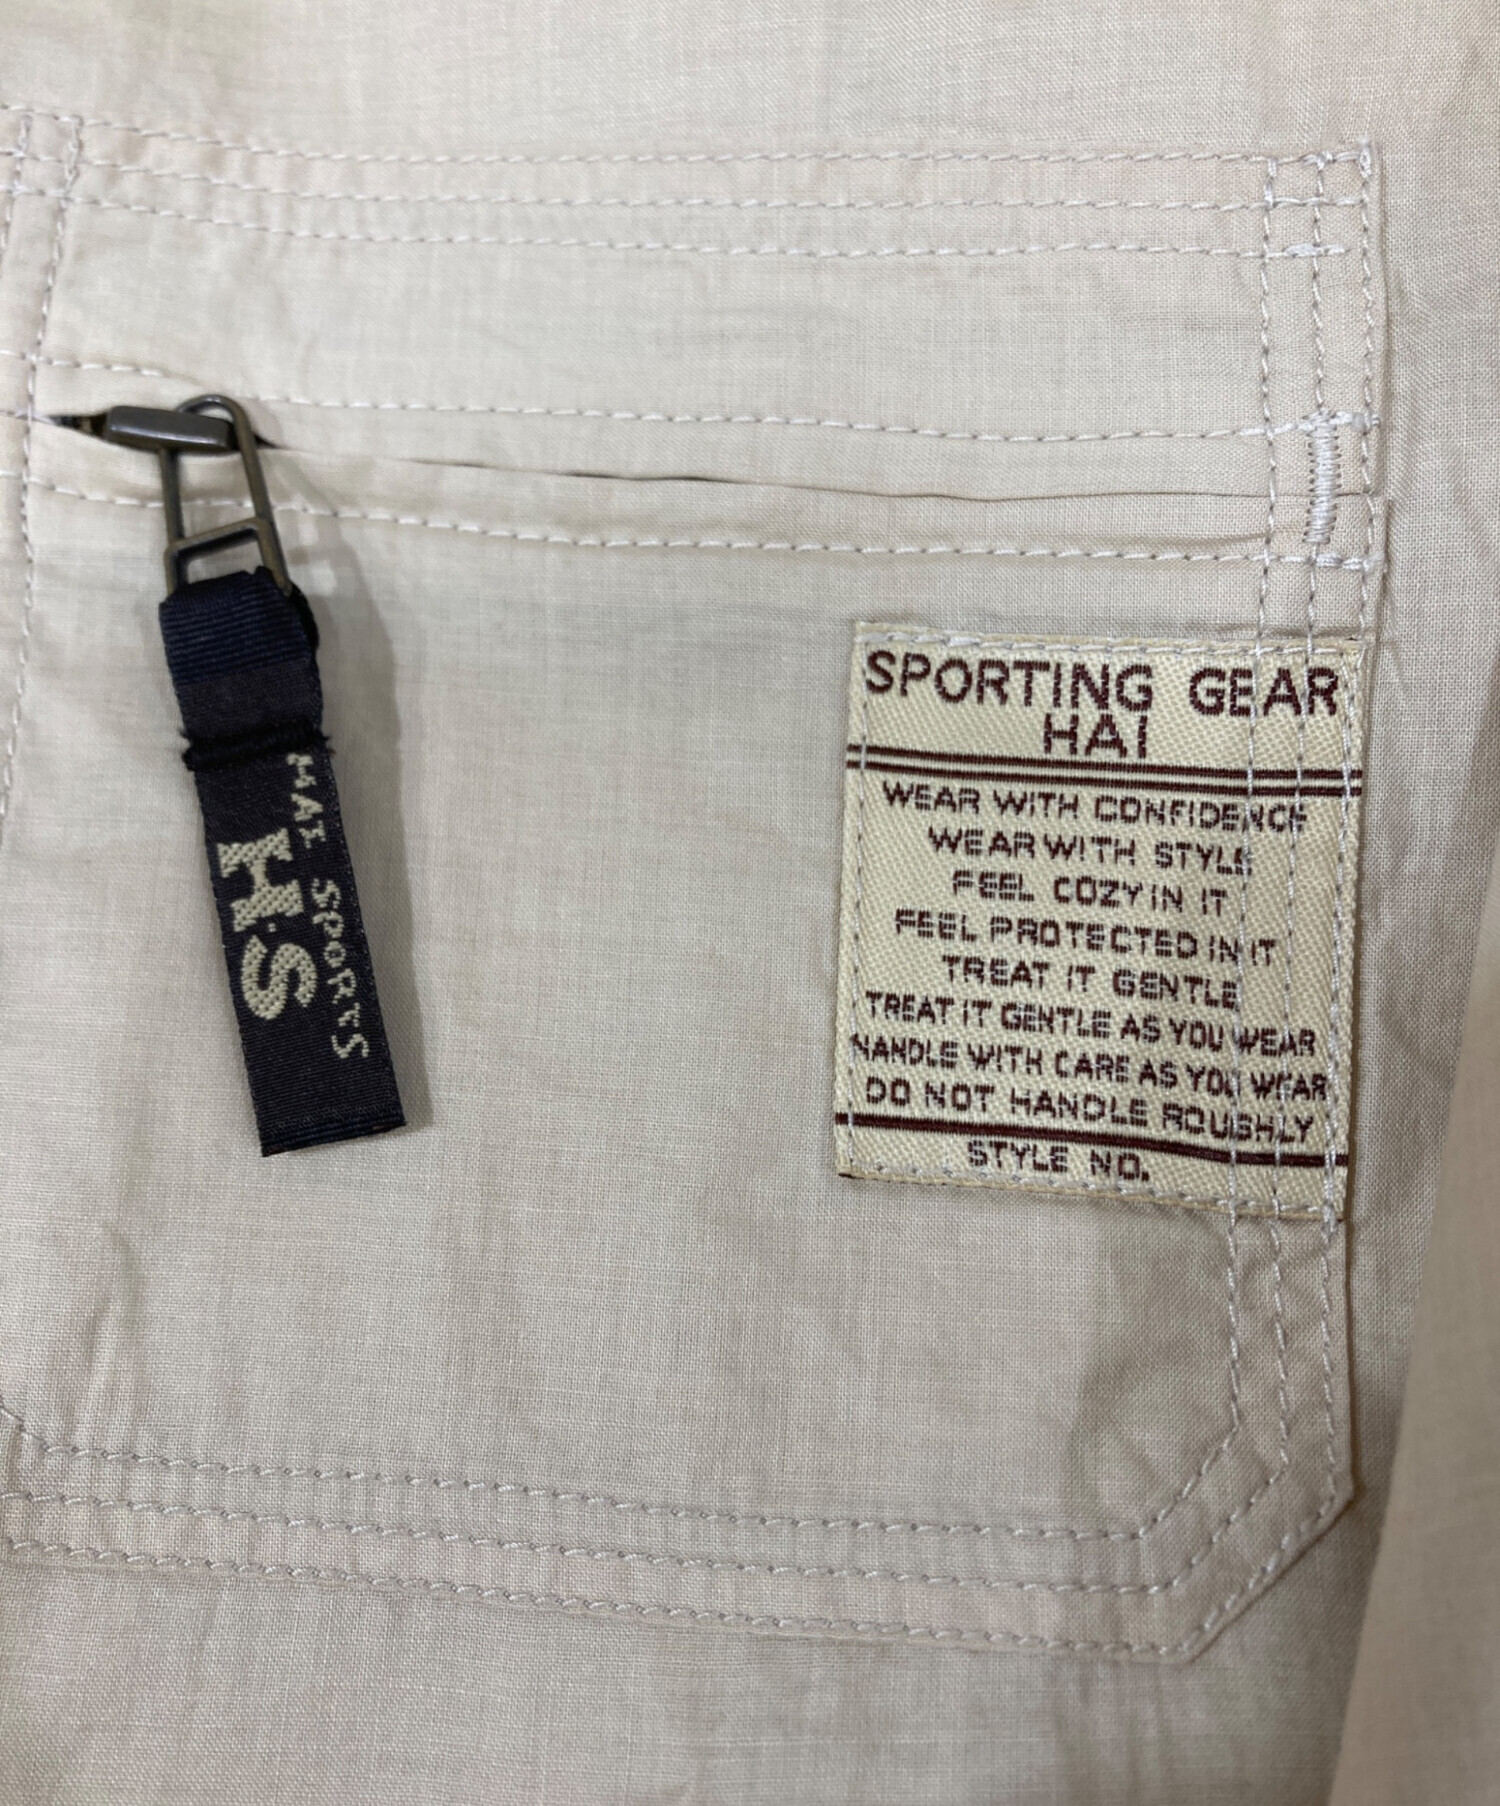 SPORTING GEAR
HAI
WEAR WITH CONFIDENCE
WEAR WITH STYLE
FEEL COZY IN IT
FEEL PROTECTED IN IT
TREAT IT GENTLE
TREAT IT GENTLE AS YOU WEAR
HANDLE WITH CARE AS YOU WEAR
DO NOT HANDLE ROUGHLY
STYLE NO.
HAI SPORTS
H·S